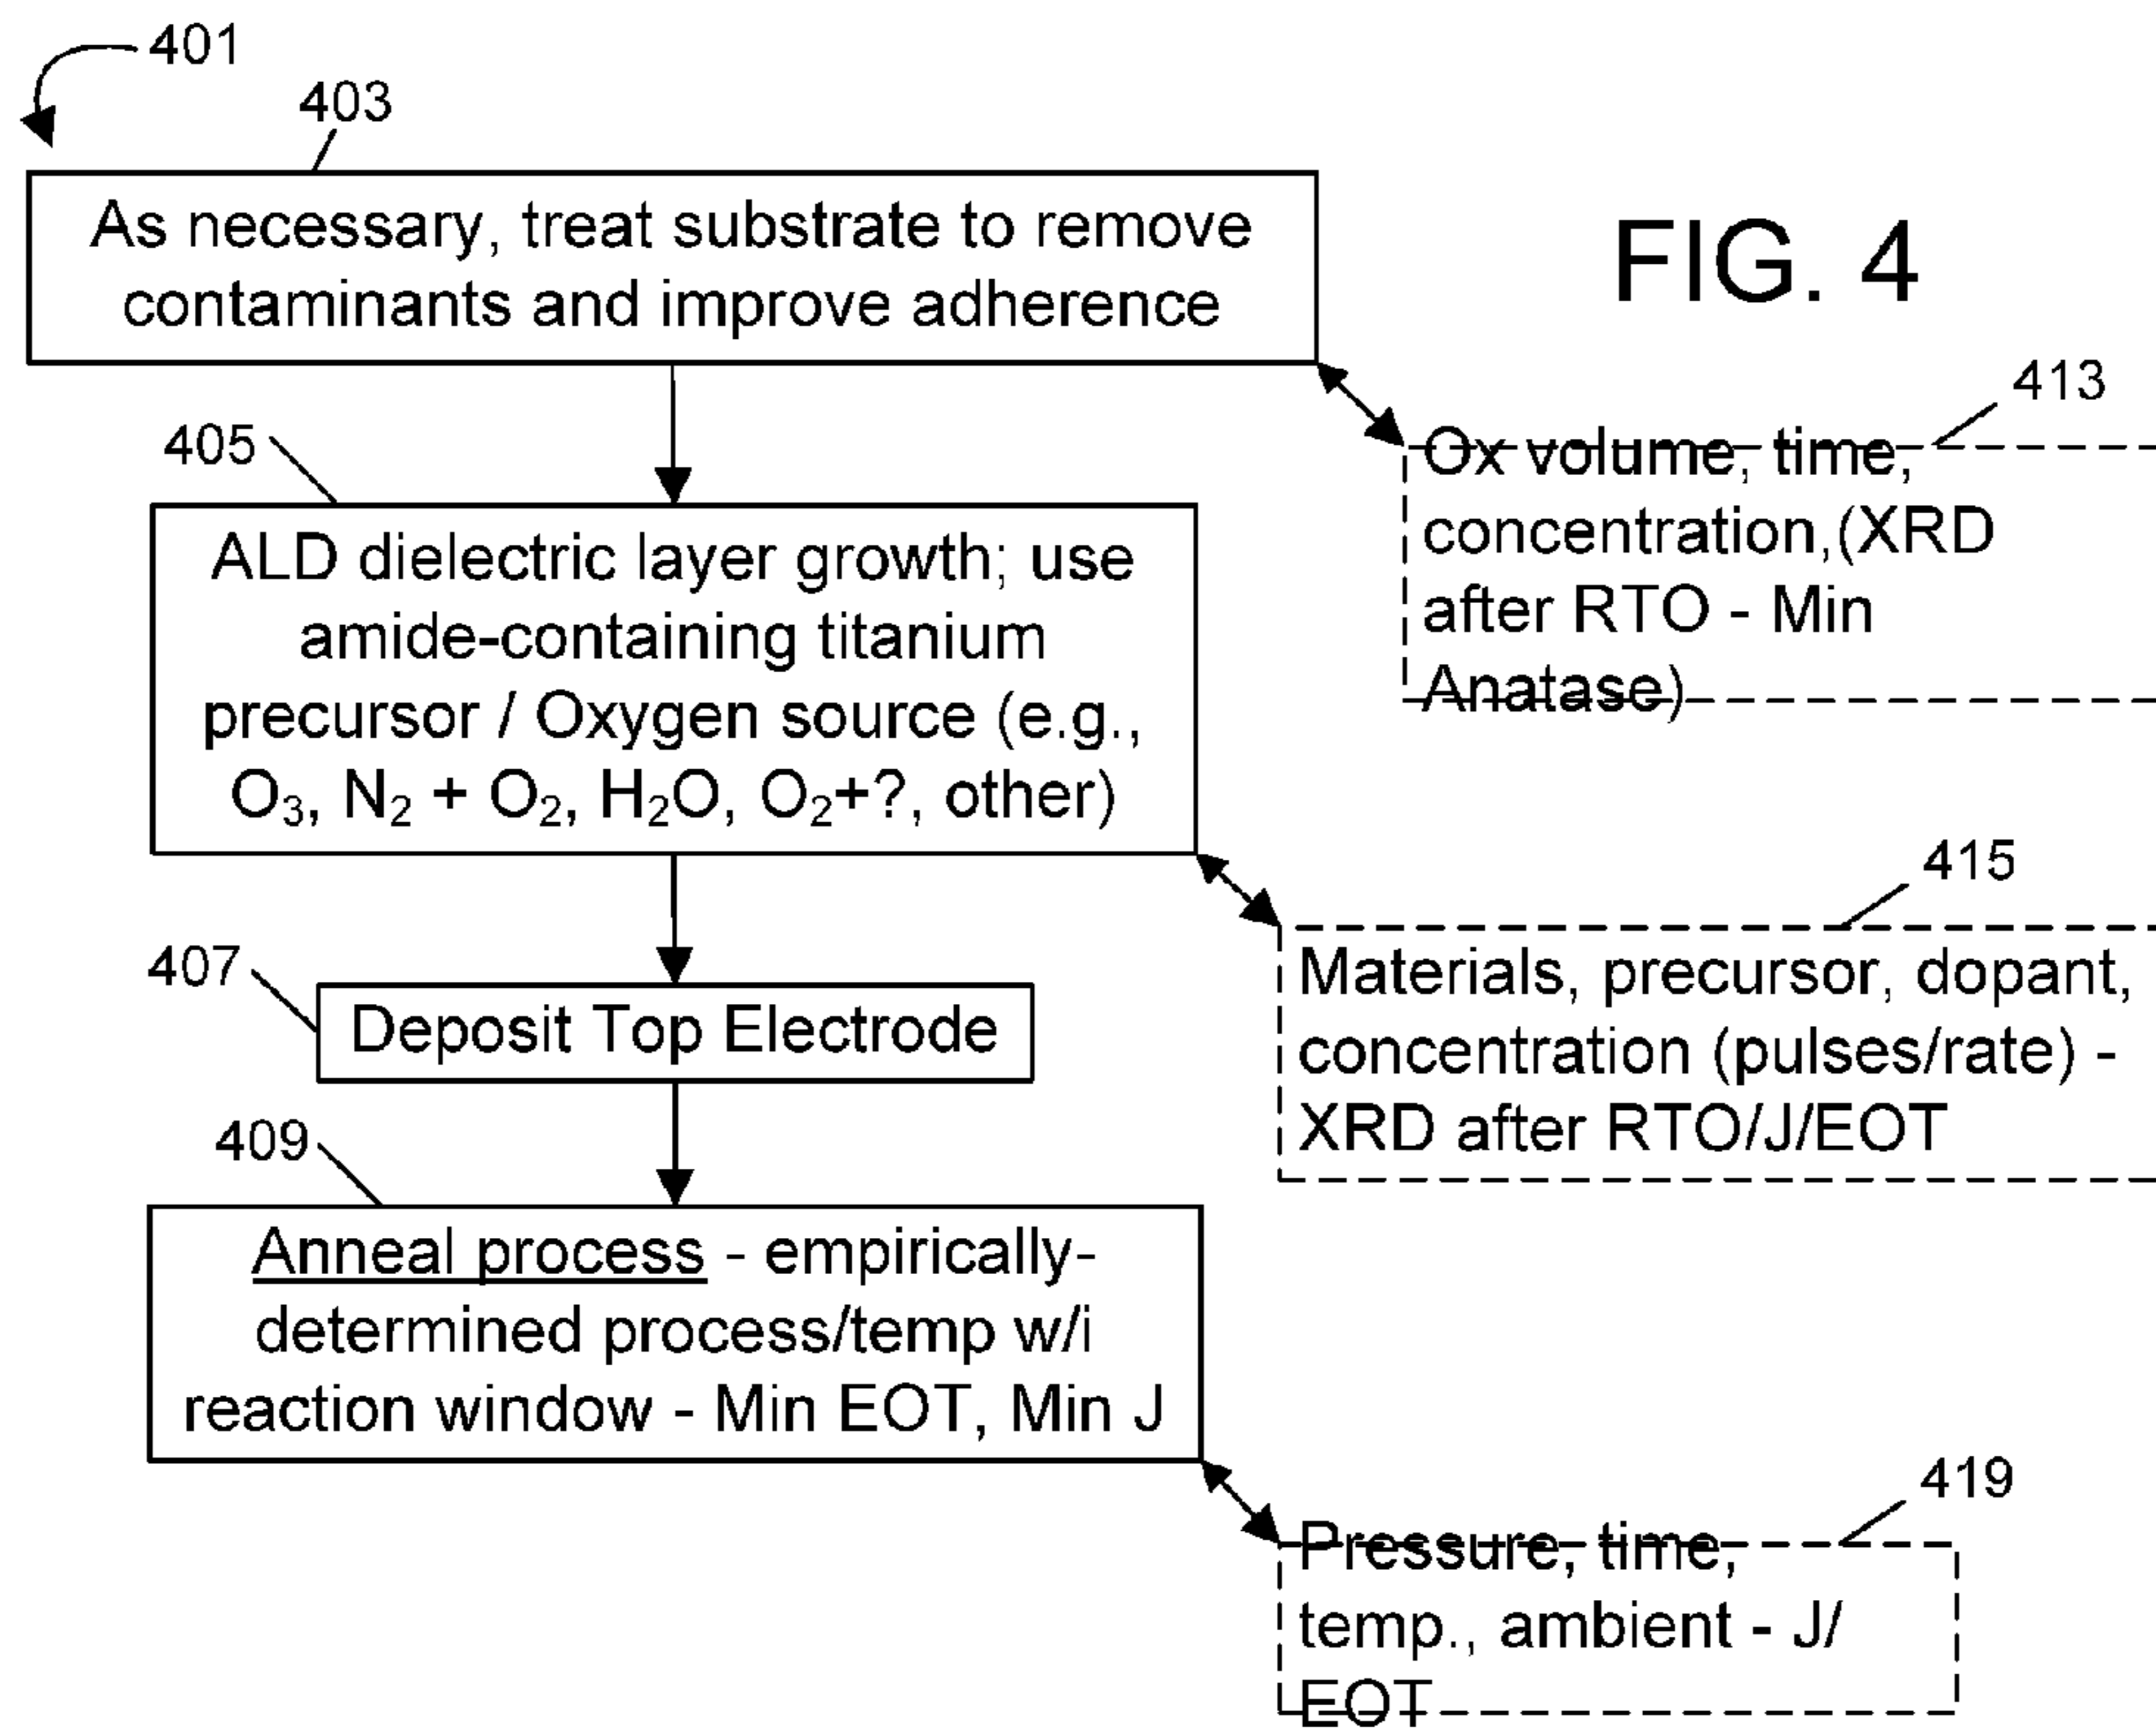 401
403
As necessary, treat substrate to remove
contaminants and improve adherence
FIG. 4
413
Ox volume, time,
concentration,(XRD
after RTO - Min
Anatase)
405
ALD dielectric layer growth; use
amide-containing titanium
precursor / Oxygen source (e.g.,
O₃, N₂ + O₂, H₂O, O₂+?, other)
415
Materials, precursor, dopant,
concentration (pulses/rate) -
XRD after RTO/J/EOT
407
Deposit Top Electrode
409
Anneal process - empirically-
determined process/temp w/i
reaction window - Min EOT, Min J
419
Pressure, time,
temp., ambient - J/
EOT